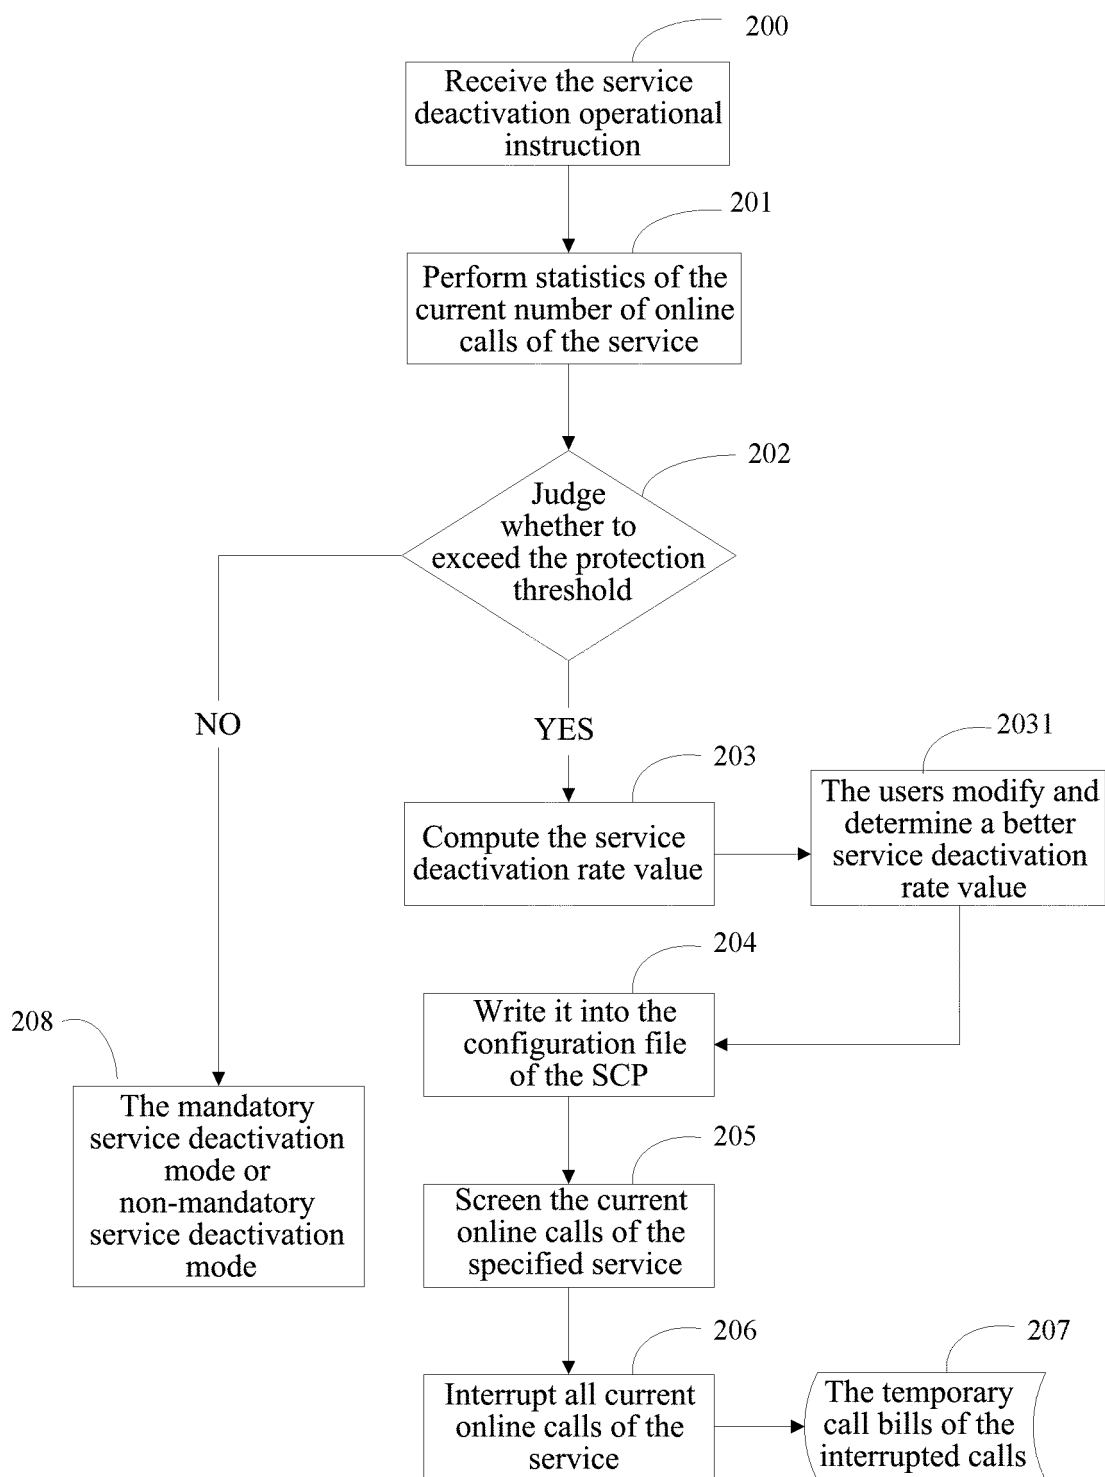 200
Receive the service
deactivation operational
instruction
201
Perform statistics of the
current number of online
calls of the service
202
Judge
whether to
exceed the protection
threshold
NO
YES
203
Compute the service
deactivation rate value
2031
The users modify and
determine a better
service deactivation
rate value
204
Write it into the
configuration file
of the SCP
208
The mandatory
service deactivation
mode or
non-mandatory
service deactivation
mode
205
Screen the current
online calls of the
specified service
206
Interrupt all current
online calls of the
service
207
The temporary
call bills of the
interrupted calls